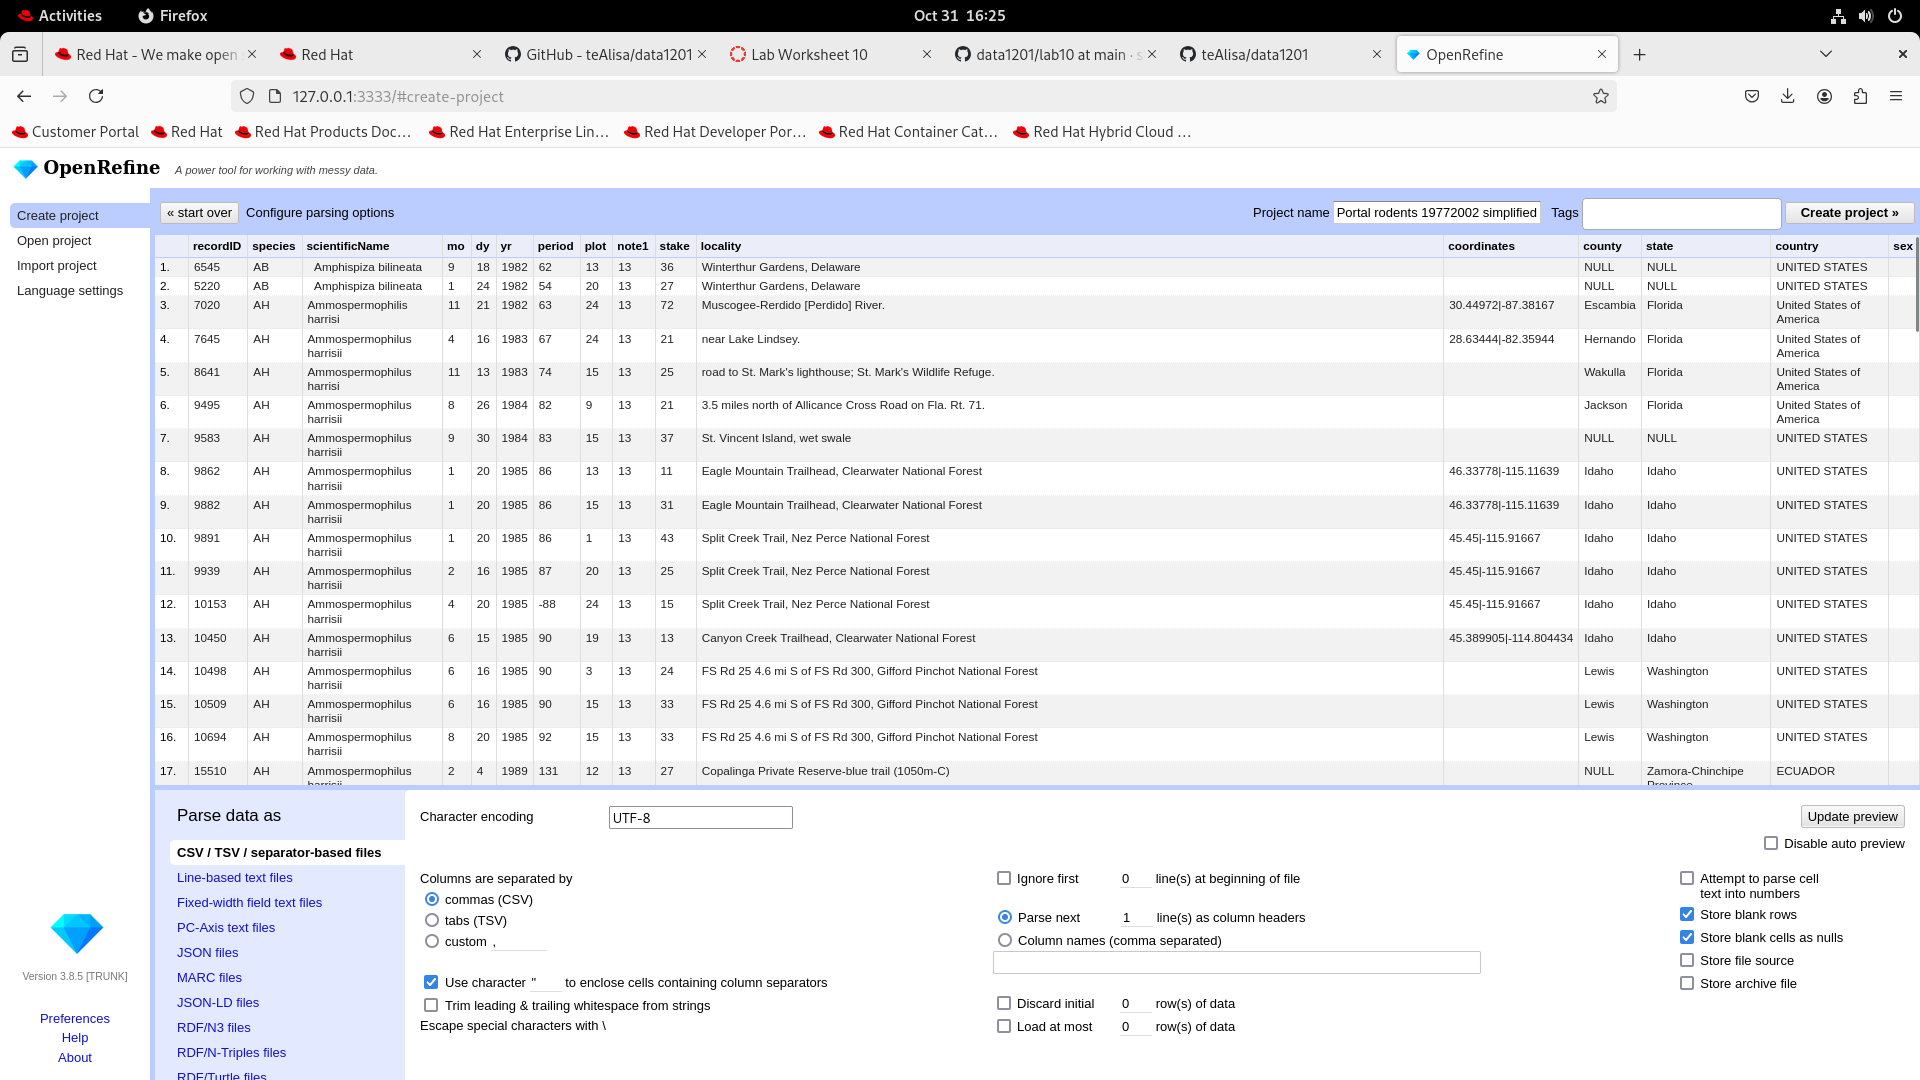 Activities Firefox Oct 31 16:25
Red Hat - We make open Red Hat GitHub - teAlisa/data1201 Lab Worksheet 10 data1201/lab10 at main · s teAlisa/data1201 OpenRefine
127.0.0.1:3333/#create-project
Customer Portal Red Hat Red Hat Products Doc… Red Hat Enterprise Lin… Red Hat Developer Por… Red Hat Container Cat… Red Hat Hybrid Cloud …
OpenRefine A power tool for working with messy data.
Create project
Open project
Import project
Language settings
« start over Configure parsing options Project name Portal rodents 19772002 simplified Tags Create project »
recordID species scientificName mo dy yr period plot note1 stake locality coordinates county state country sex
1. 6545 AB Amphispiza bilineata 9 18 1982 62 13 13 36 Winterthur Gardens, Delaware NULL NULL UNITED STATES
2. 5220 AB Amphispiza bilineata 1 24 1982 54 20 13 27 Winterthur Gardens, Delaware NULL NULL UNITED STATES
3. 7020 AH Ammospermophilis 11 21 1982 63 24 13 72 Muscogee-Rerdido [Perdido] River. 30.44972|-87.38167 Escambia Florida United States of
harrisi America
4. 7645 AH Ammospermophilus 4 16 1983 67 24 13 21 near Lake Lindsey. 28.63444|-82.35944 Hernando Florida United States of
harrisii America
5. 8641 AH Ammospermophilus 11 13 1983 74 15 13 25 road to St. Mark's lighthouse; St. Mark's Wildlife Refuge. Wakulla Florida United States of
harrisi America
6. 9495 AH Ammospermophilus 8 26 1984 82 9 13 21 3.5 miles north of Allicance Cross Road on Fla. Rt. 71. Jackson Florida United States of
harrisii America
7. 9583 AH Ammospermophilus 9 30 1984 83 15 13 37 St. Vincent Island, wet swale NULL NULL UNITED STATES
harrisii
8. 9862 AH Ammospermophilus 1 20 1985 86 13 13 11 Eagle Mountain Trailhead, Clearwater National Forest 46.33778|-115.11639 Idaho Idaho UNITED STATES
harrisii
9. 9882 AH Ammospermophilus 1 20 1985 86 15 13 31 Eagle Mountain Trailhead, Clearwater National Forest 46.33778|-115.11639 Idaho Idaho UNITED STATES
harrisii
10. 9891 AH Ammospermophilus 1 20 1985 86 1 13 43 Split Creek Trail, Nez Perce National Forest 45.45|-115.91667 Idaho Idaho UNITED STATES
harrisii
11. 9939 AH Ammospermophilus 2 16 1985 87 20 13 25 Split Creek Trail, Nez Perce National Forest 45.45|-115.91667 Idaho Idaho UNITED STATES
harrisii
12. 10153 AH Ammospermophilus 4 20 1985 -88 24 13 15 Split Creek Trail, Nez Perce National Forest 45.45|-115.91667 Idaho Idaho UNITED STATES
harrisii
13. 10450 AH Ammospermophilus 6 15 1985 90 19 13 13 Canyon Creek Trailhead, Clearwater National Forest 45.389905|-114.804434 Idaho Idaho UNITED STATES
harrisii
14. 10498 AH Ammospermophilus 6 16 1985 90 3 13 24 FS Rd 25 4.6 mi S of FS Rd 300, Gifford Pinchot National Forest Lewis Washington UNITED STATES
harrisii
15. 10509 AH Ammospermophilus 6 16 1985 90 15 13 33 FS Rd 25 4.6 mi S of FS Rd 300, Gifford Pinchot National Forest Lewis Washington UNITED STATES
harrisii
16. 10694 AH Ammospermophilus 8 20 1985 92 15 13 33 FS Rd 25 4.6 mi S of FS Rd 300, Gifford Pinchot National Forest Lewis Washington UNITED STATES
harrisii
17. 15510 AH Ammospermophilus 2 4 1989 131 12 13 27 Copalinga Private Reserve-blue trail (1050m-C) NULL Zamora-Chinchipe ECUADOR
harrisii Province
Parse data as
CSV / TSV / separator-based files
Line-based text files
Fixed-width field text files
PC-Axis text files
JSON files
MARC files
JSON-LD files
RDF/N3 files
RDF/N-Triples files
RDF/Turtle files
Character encoding UTF-8
Update preview
Disable auto preview
Columns are separated by
commas (CSV)
tabs (TSV)
custom ,
Use character " to enclose cells containing column separators
Trim leading & trailing whitespace from strings
Escape special characters with \
Ignore first 0 line(s) at beginning of file
Parse next 1 line(s) as column headers
Column names (comma separated)
Discard initial 0 row(s) of data
Load at most 0 row(s) of data
Attempt to parse cell
text into numbers
Store blank rows
Store blank cells as nulls
Store file source
Store archive file
Version 3.8.5 [TRUNK]
Preferences
Help
About